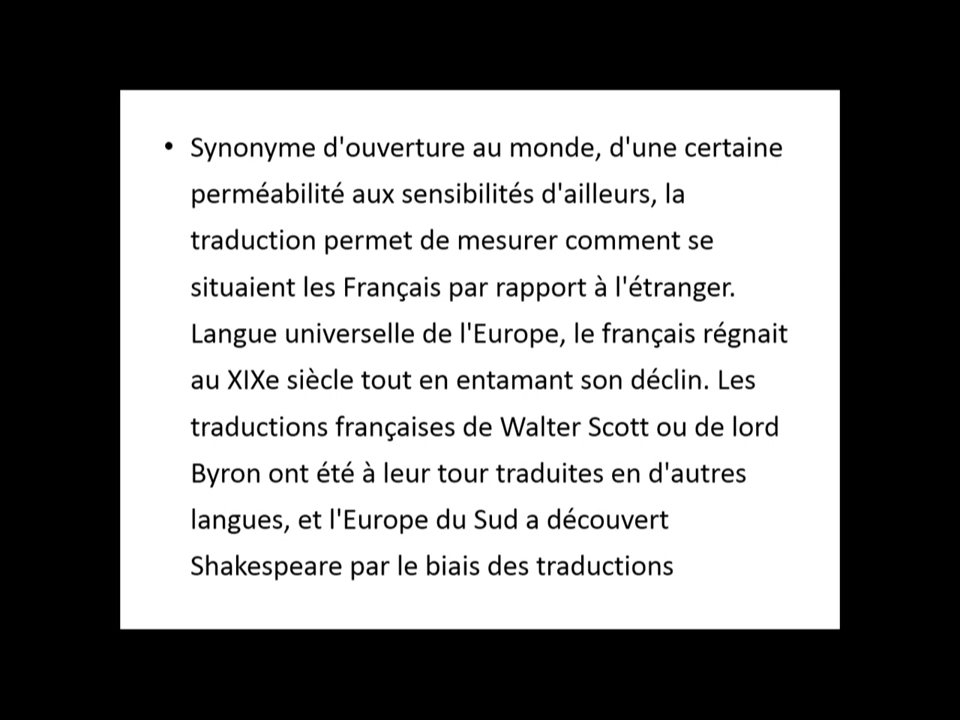 • Synonyme d'ouverture au monde, d'une certaine
perméabilité aux sensibilités d'ailleurs, la
traduction permet de mesurer comment se
situaient les Français par rapport à l'étranger.
Langue universelle de l'Europe, le français régnait
au XIXe siècle tout en entamant son déclin. Les
traductions françaises de Walter Scott ou de lord
Byron ont été à leur tour traduites en d'autres
langues, et l'Europe du Sud a découvert
Shakespeare par le biais des traductions